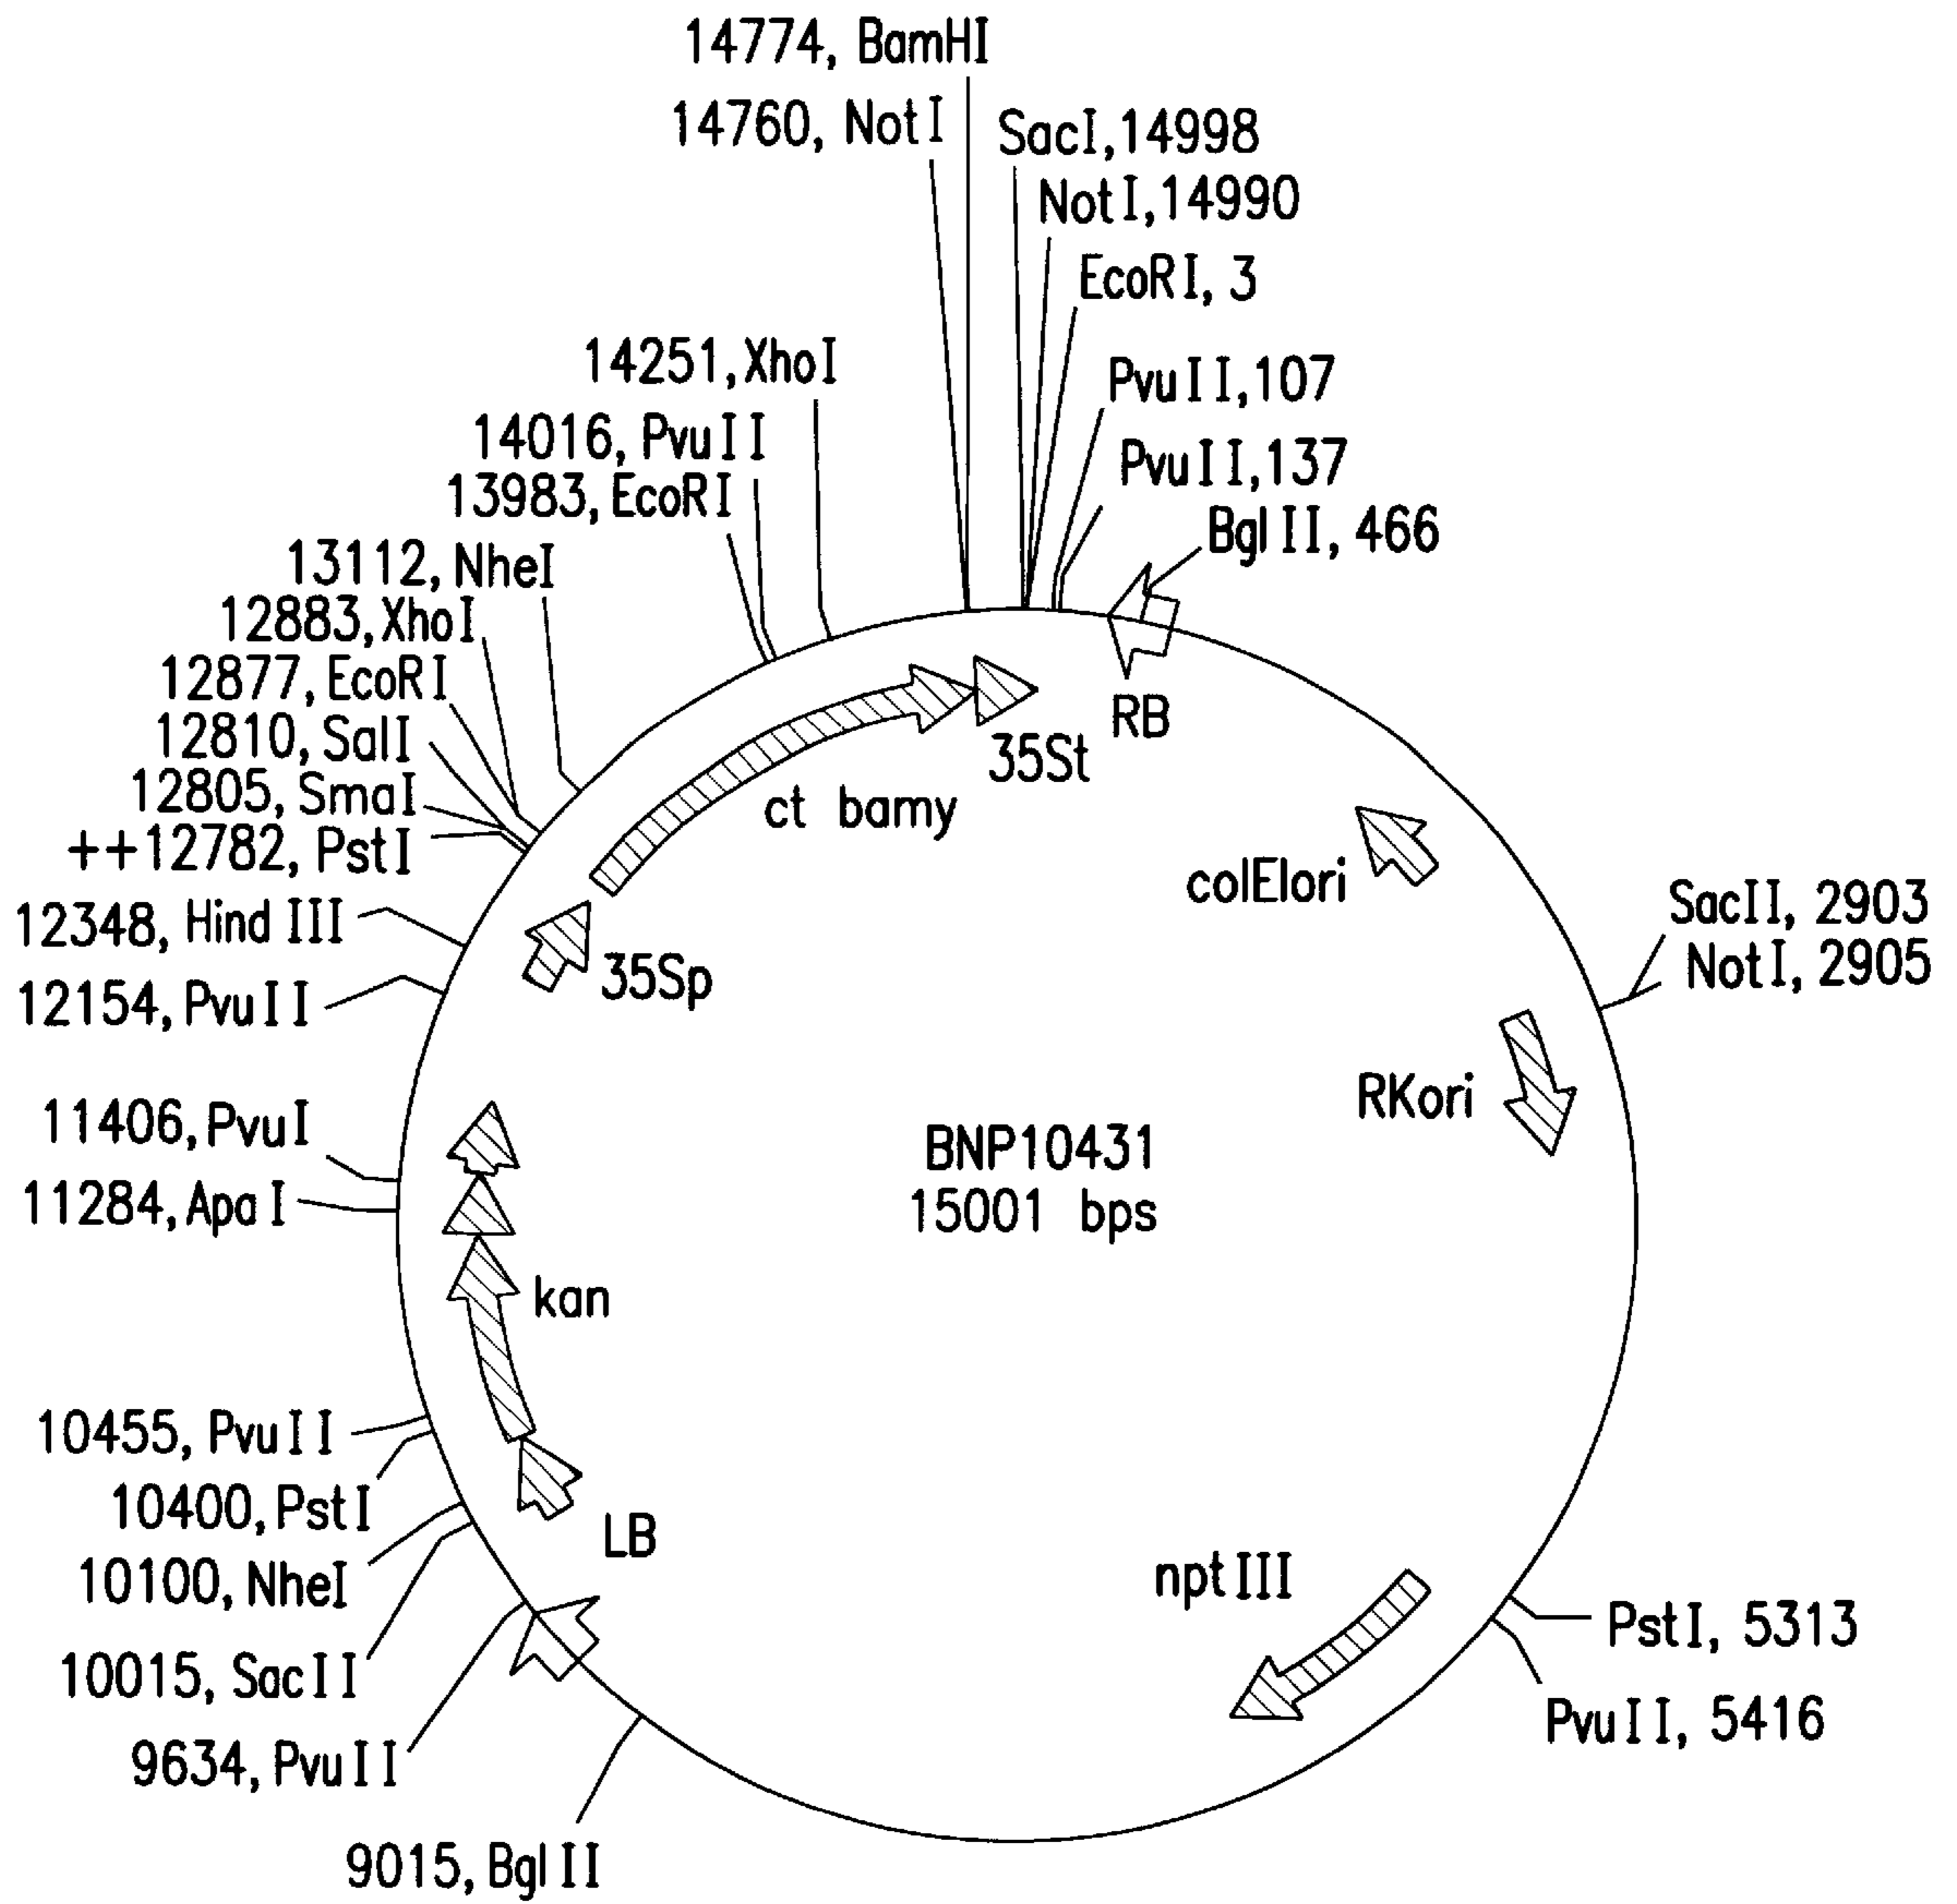 14774, BamHI
14760, NotI
SacI,14998
NotI,14990
EcoRI, 3
14251,XhoI
PvuII,107
14016, PvuII
PvuII,137
13983,EcoRI
BglII, 466
13112, NheI
12883,XhoI
12877, EcoRI
12810, SalI
12805, SmaI
++12782, PstI
RB
35St
ct bamy
colEIori
SacII, 2903
NotI, 2905
12348, Hind III
35Sp
12154, PvuII
RKori
11406, PvuI
BNP10431
11284, ApaI
15001 bps
kan
10455, PvuII
10400, PstI
LB
10100, NheI
nptIII
PstI, 5313
10015, SacII
PvuII, 5416
9634, PvuII
9015, BglII